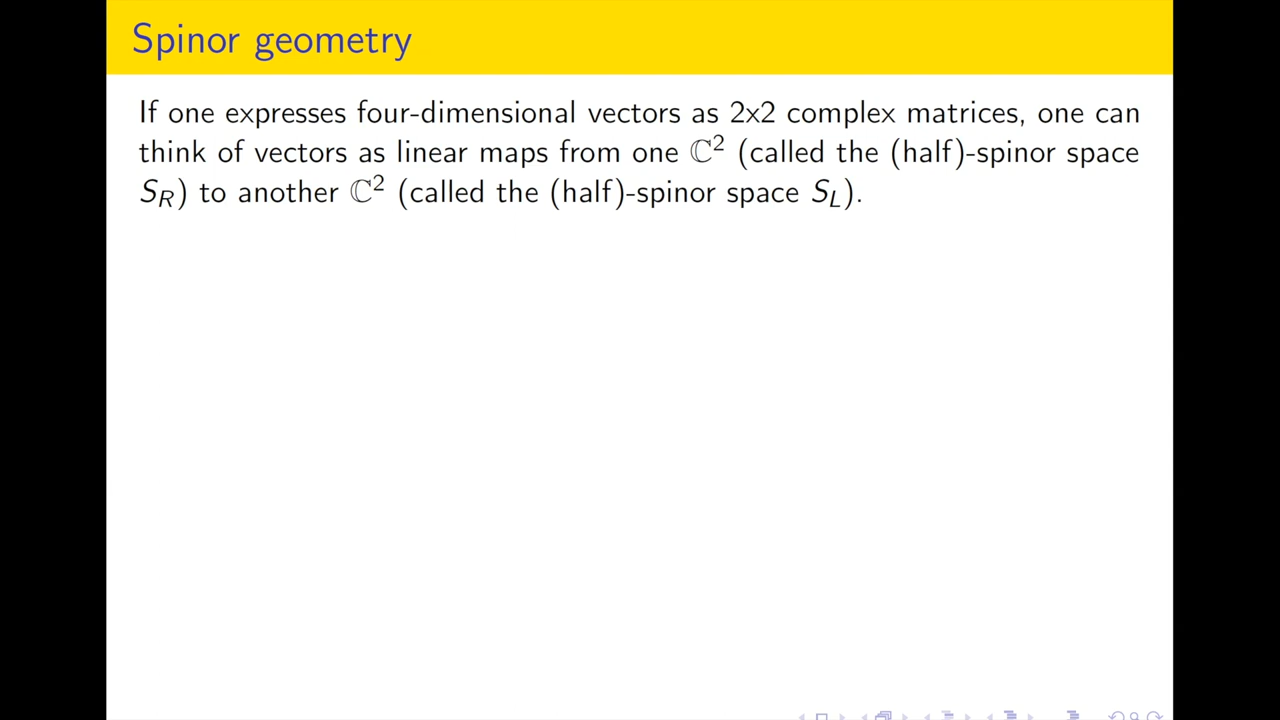 Spinor geometry
If one expresses four-dimensional vectors as 2x2 complex matrices, one can
think of vectors as linear maps from one ℂ² (called the (half)-spinor space
S_R) to another ℂ² (called the (half)-spinor space S_L).